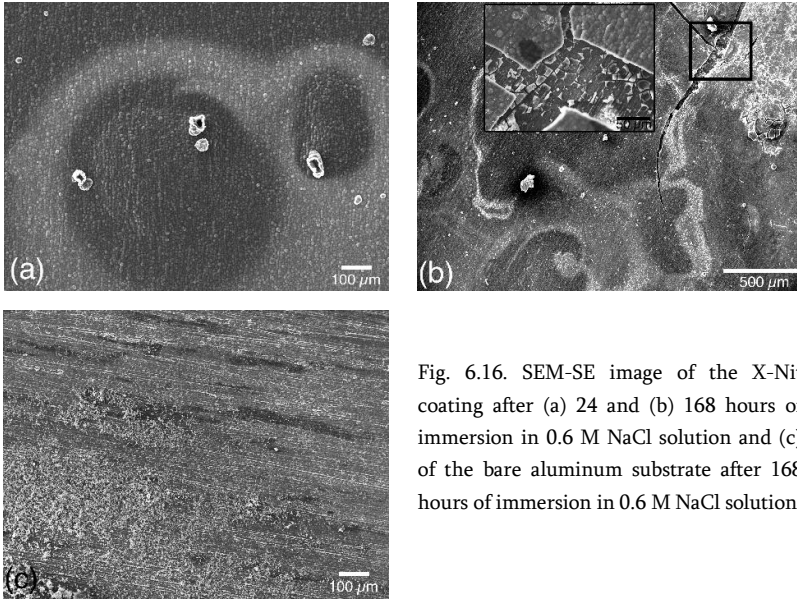 (a)
100 µm
50 µm
(b)
500 µm
(c)
100 µm
Fig. 6.16. SEM-SE image of the X-Nit
coating after (a) 24 and (b) 168 hours o
immersion in 0.6 M NaCl solution and (c)
of the bare aluminum substrate after 168
hours of immersion in 0.6 M NaCl solution